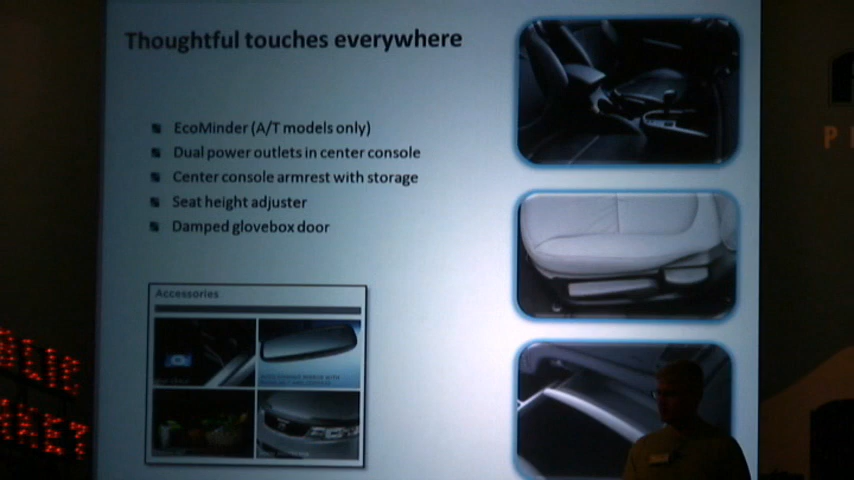 Thoughtful touches everywhere
EcoMinder (A/T models only)
Dual power outlets in center console
Center console armrest with storage
Seat height adjuster
Damped glovebox door
Accessories